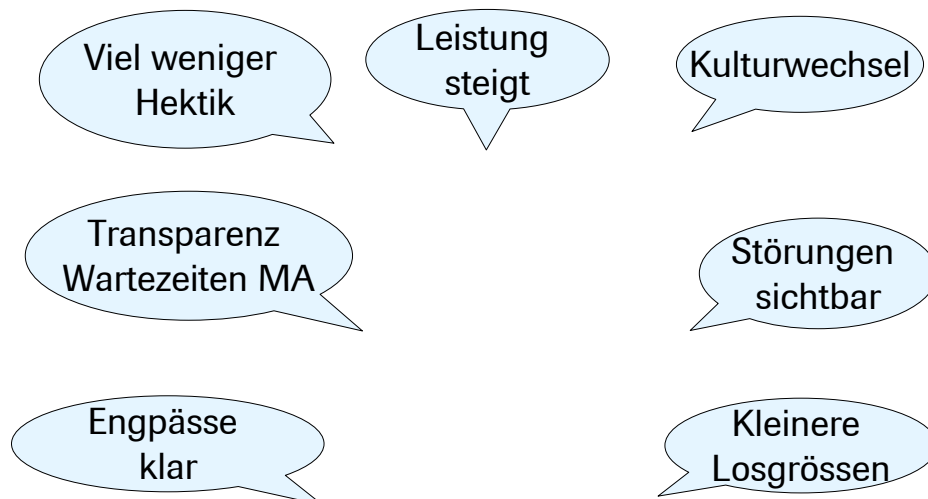 Viel weniger
Hektik
Leistung
steigt
Kulturwechsel
Transparenz
Wartezeiten MA
Störungen
sichtbar
Engpässe
klar
Kleinere
Losgrössen